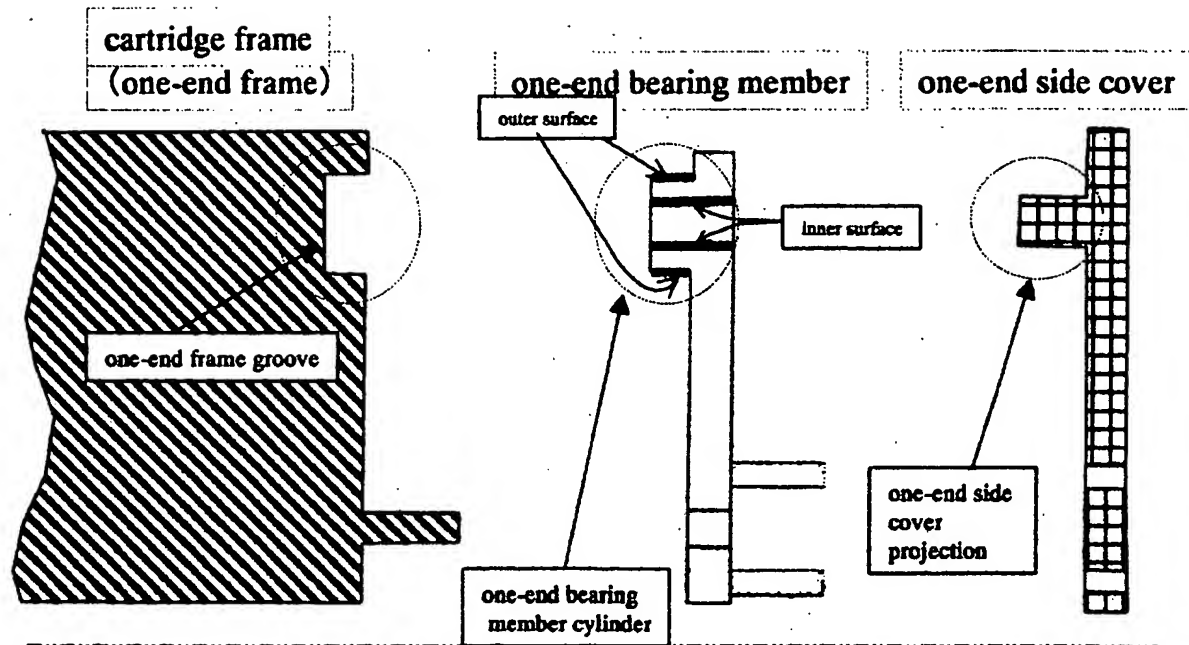 cartridge frame
(one-end frame)
one-end bearing member
one-end side cover
outer surface
inner surface
one-end frame groove
one-end side
cover
projection
one-end bearing
member cylinder